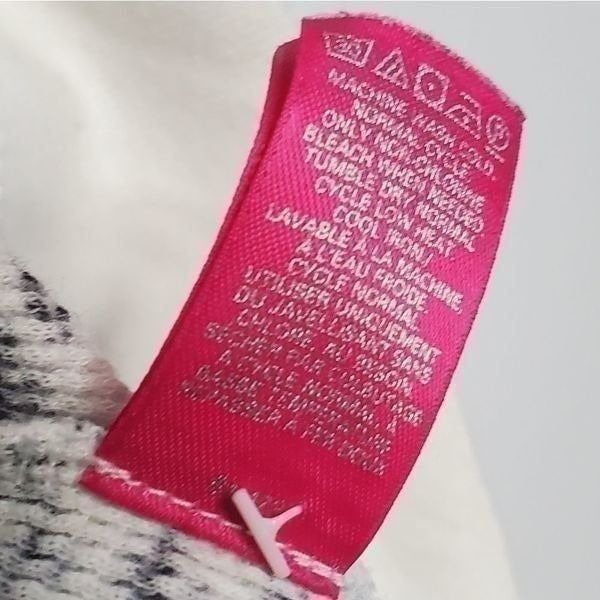 30
MACHINE WASH COLD
NORMAL CYCLE
ONLY NON-CHLORINE
BLEACH WHEN NEEDED
TUMBLE DRY NORMAL
CYCLE LOW HEAT
COOL IRON
LAVABLE À LA MACHINE
À L'EAU FROIDE
CYCLE NORMAL
UTILISER UNIQUEMENT
DU JAVELLISANT SANS
CHLORE, AU BESOIN
SÉCHER PAR CULBUTAGE
À CYCLE NORMAL À
BASSE TEMPÉRATURE
REPASSER À FER DOUX